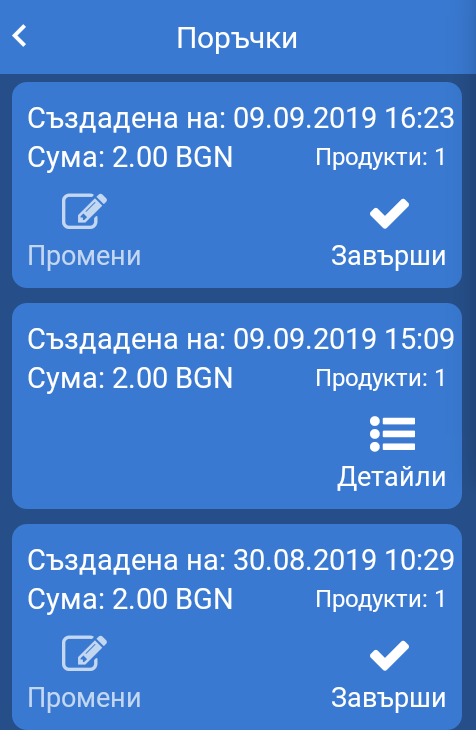 Поръчки
Създадена на: 09.09.2019 16:23
Сума: 2.00 BGN Продукти: 1
Промени Завърши
Създадена на: 09.09.2019 15:09
Сума: 2.00 BGN Продукти: 1
Детайли
Създадена на: 30.08.2019 10:29
Сума: 2.00 BGN Продукти: 1
Промени Завърши